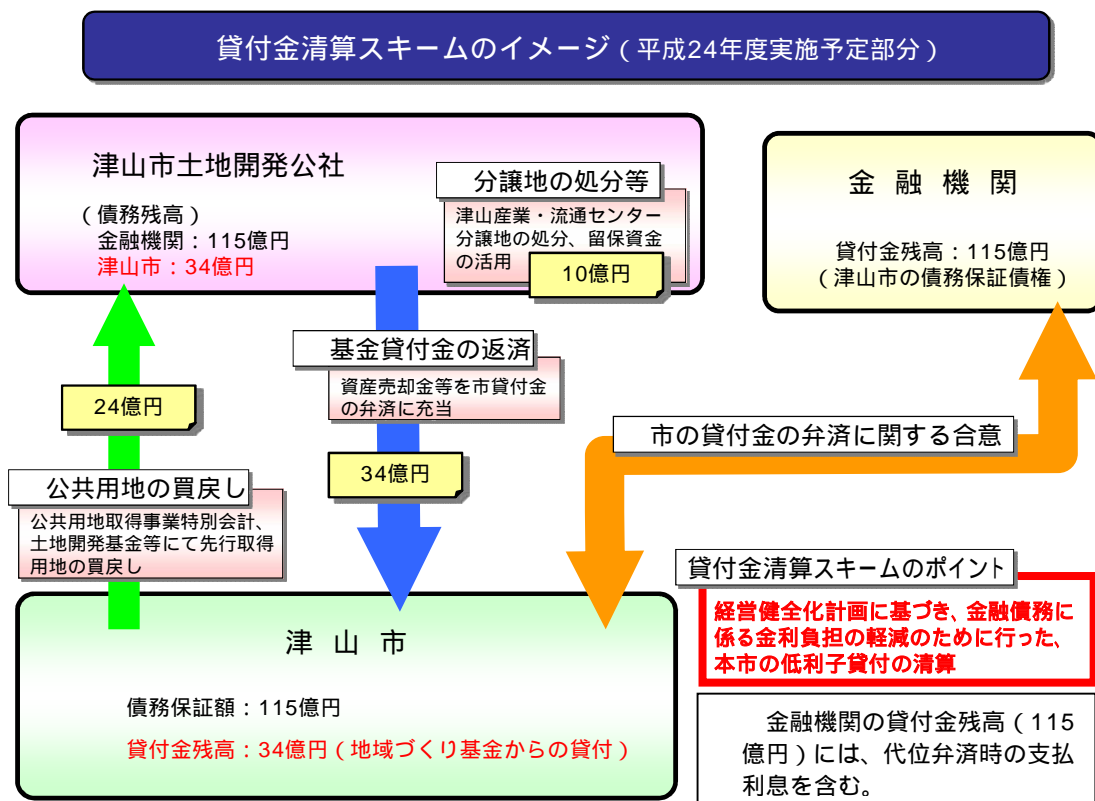 貸付金清算スキームのイメージ（平成24年度実施予定部分）
津山市土地開発公社
（債務残高）
金融機関：115億円
津山市：34億円
分譲地の処分等
津山産業・流通センター
分譲地の処分、留保資金
の活用
10億円
金融機関
貸付金残高：115億円
（津山市の債務保証債権）
基金貸付金の返済
資産売却金等を市貸付金
の弁済に充当
24億円
34億円
市の貸付金の弁済に関する合意
公共用地の買戻し
公共用地取得事業特別会計、
土地開発基金等にて先行取得
用地の買戻し
津山市
債務保証額：115億円
貸付金残高：34億円（地域づくり基金からの貸付）
貸付金清算スキームのポイント
経営健全化計画に基づき、金融債務に
係る金利負担の軽減のために行った、
本市の低利子貸付の清算
金融機関の貸付金残高（115
億円）には、代位弁済時の支払
利息を含む。